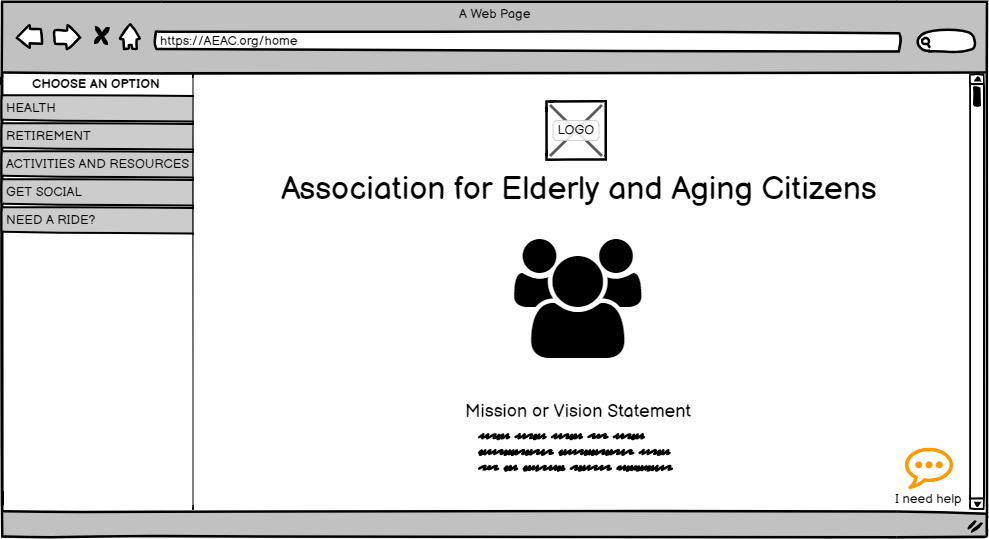 A Web Page
https://AEAC.org/home
CHOOSE AN OPTION
HEALTH
RETIREMENT
ACTIVITIES AND RESOURCES
GET SOCIAL
NEED A RIDE?
LOGO
Association for Elderly and Aging Citizens
Mission or Vision Statement
I need help